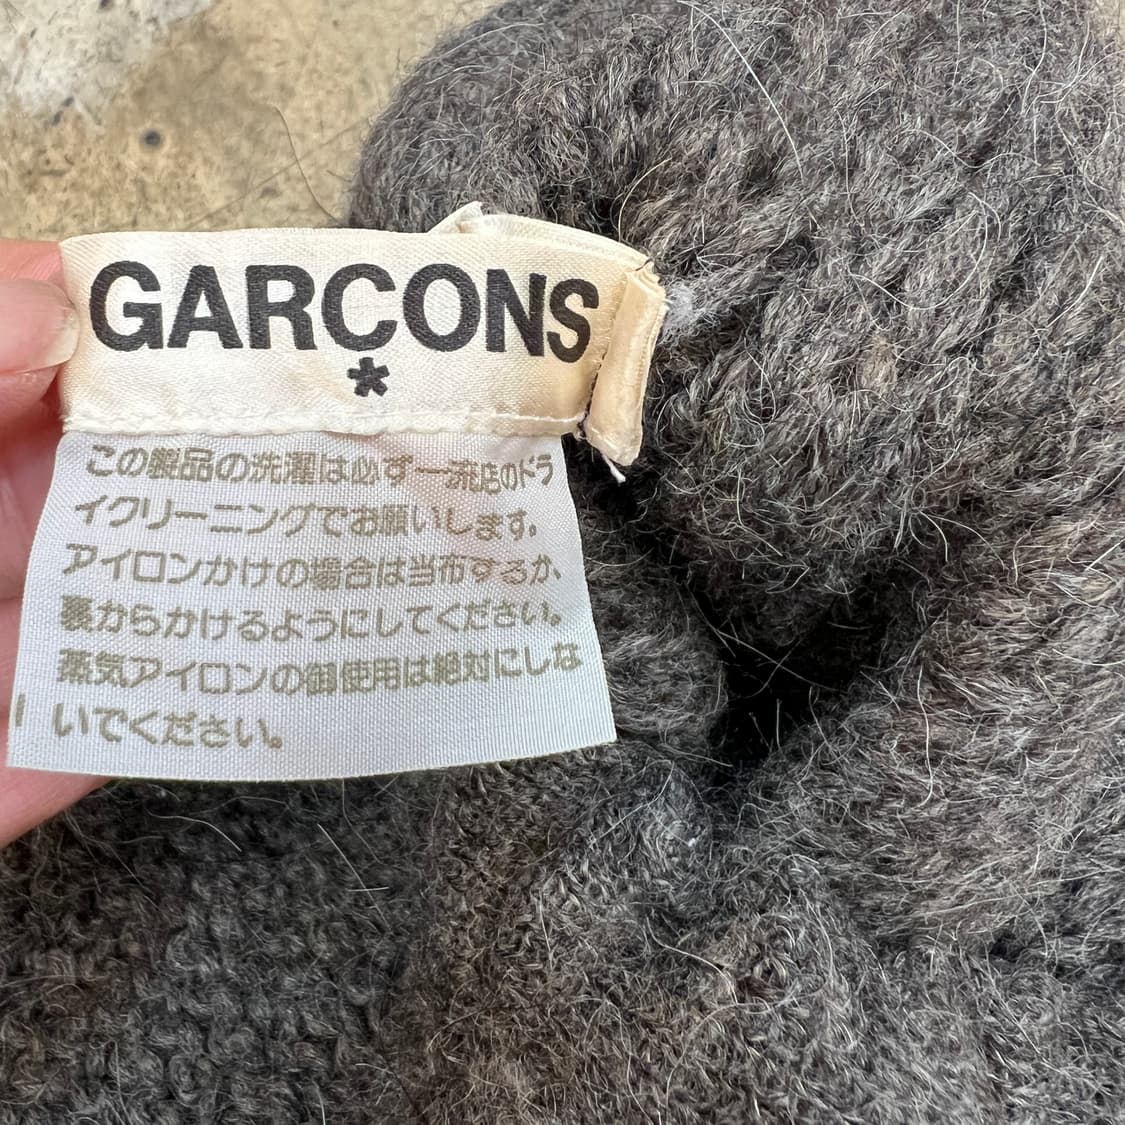 GARÇONS
*
この製品の洗濯は必ず一流店のドラ
イクリーニングでお願いします。
アイロンかけの場合は当布するか、
裏からかけるようにしてください。
蒸気アイロンの御使用は絶対にしな
いでください。